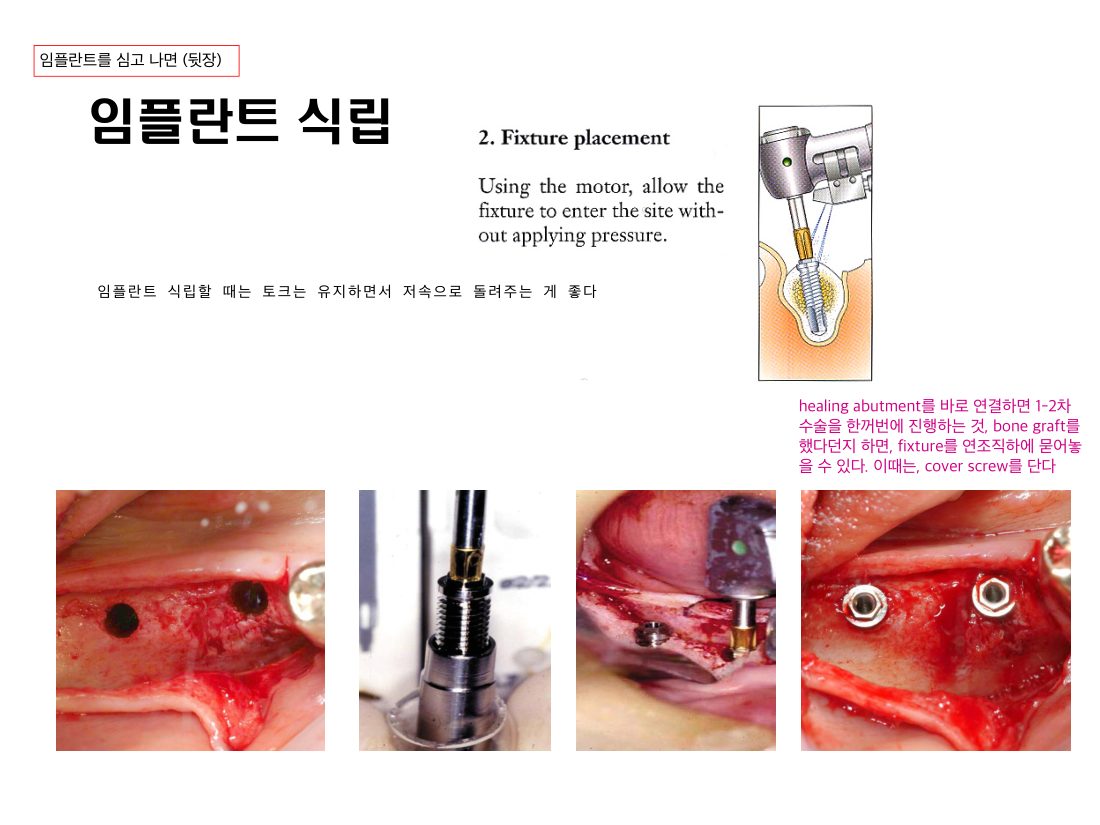 임플란트를 심고 나면 (뒷장)
임플란트 식립
2. Fixture placement
Using the motor, allow the
fixture to enter the site with-
out applying pressure.
임플란트 식립할 때는 토크는 유지하면서 저속으로 돌려주는 게 좋다
healing abutment를 바로 연결하면 1-2차
수술을 한꺼번에 진행하는 것, bone graft를
했다던지 하면, fixture를 연조직하에 묻어놓
을 수 있다. 이때는, cover screw를 단다